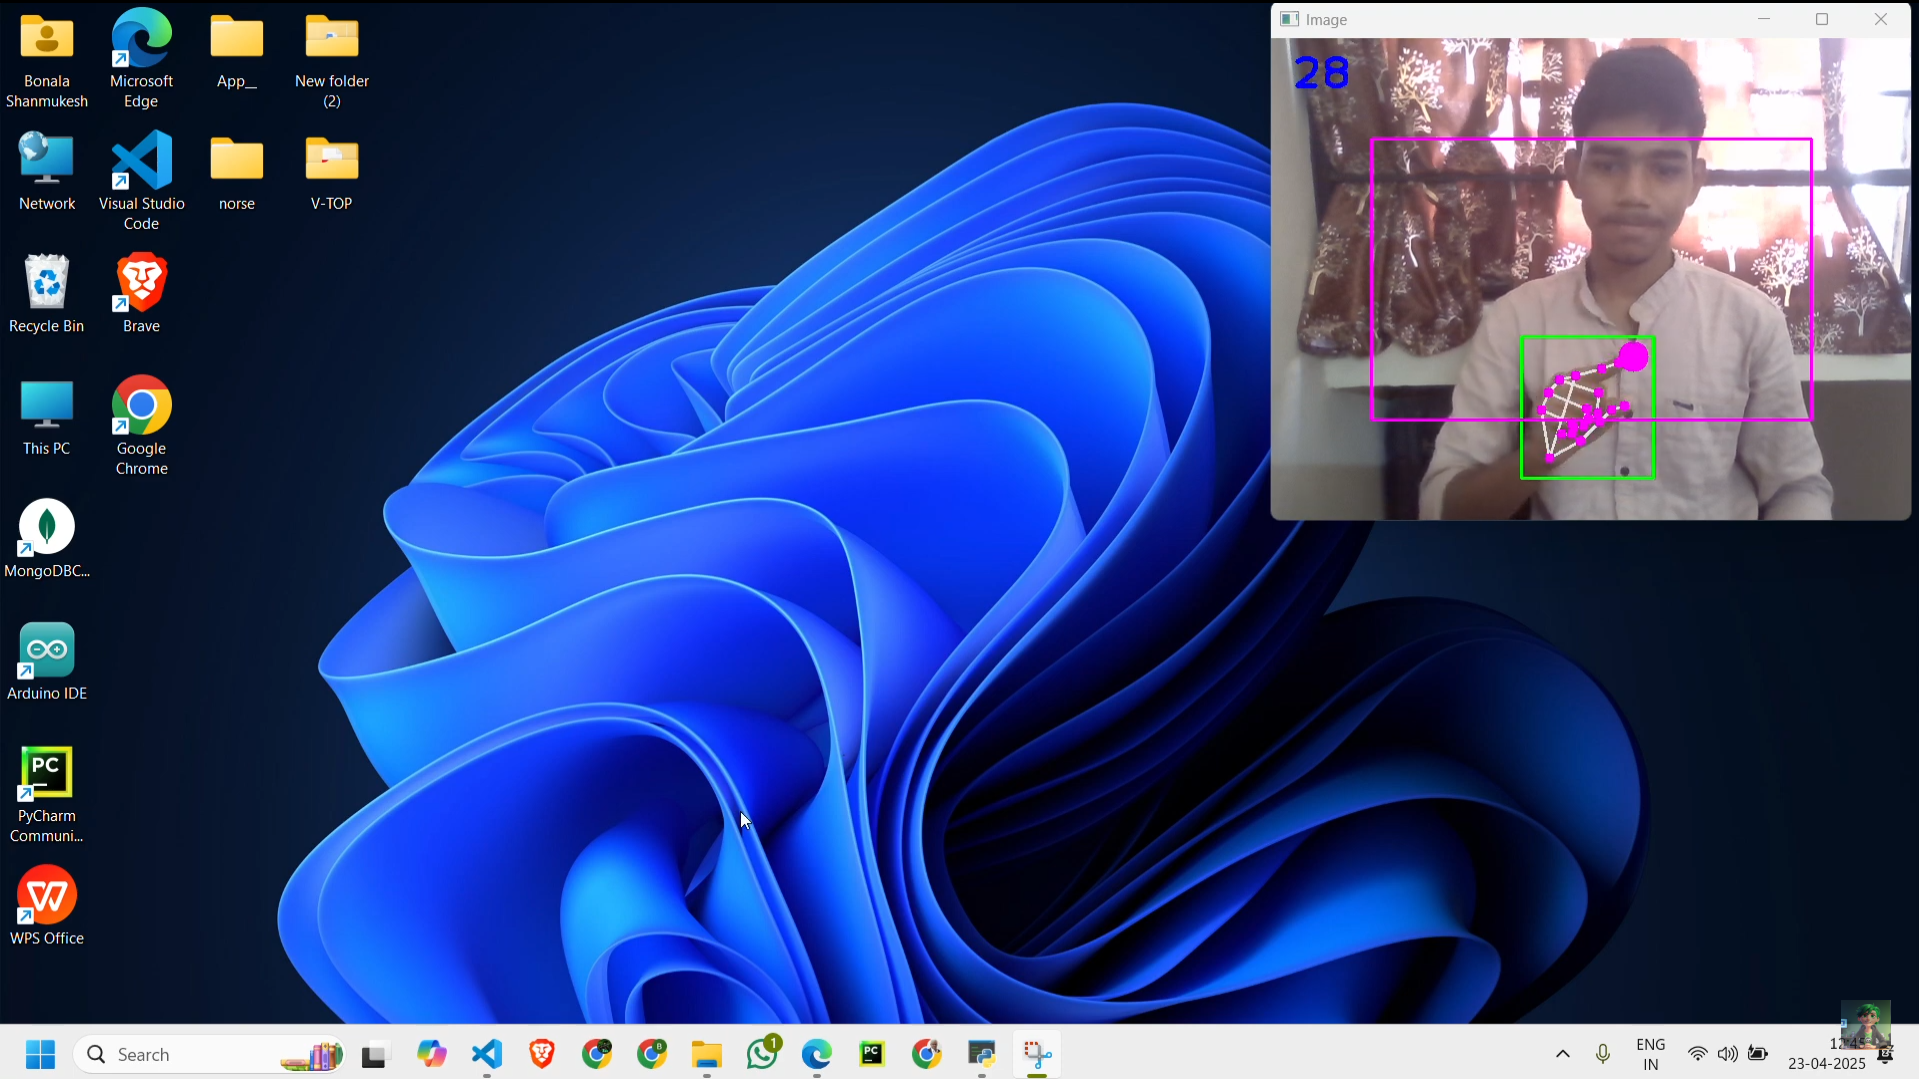 Bonala
Shanmukesh
Microsoft
Edge
App__
New folder
(2)
Network
Visual Studio
Code
norse
V-TOP
Recycle Bin
Brave
This PC
Google
Chrome
MongoDBC...
Arduino IDE
PC
PyCharm
Communi...
WPS Office
Image
28
Search
B
1
PC
ENG
IN
12:45
23-04-2025